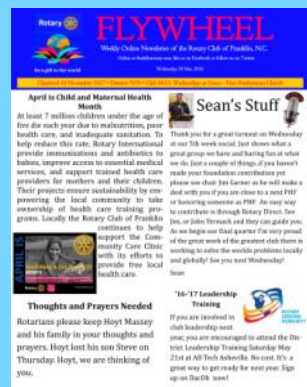 Rotary
FLYWHEEL
Weekly Online Newsletter of the Rotary Club of Franklin, N.C.
April is Child and Maternal Health
Month
At least 7 million children under the age of
five die each year due to malnutrition, poor
health care, and inadequate sanitation. To
help reduce this rate, Rotary International
provide immunizations and antibiotics to
babies, improve access to essential medical
services, and support trained health care
providers for mothers and their children.
Their projects ensure sustainability by em-
powering the local community to take
ownership of health care training pro-
grams. Locally the Rotary Club of Franklin
continues to help
support the Com-
munity Care Clinic
with its efforts to
provide free local
health care.
APRIL IS
Thoughts and Prayers Needed
Rotarians please keep Hoyt Massey
and his family in your thoughts and
prayers. Hoyt lost his son Steve on
Thursday. Hoyt, we are thinking of
you.
Sean's Stuff
Thank you for a great turnout on Wednesday
at our 5th week social. Just shows what a
great group we have and having fun at what
we do. Just a couple of things, if you haven't
made your foundation contribution yet
please see chair Jim Garner as he will make a
deal with you if you are close to a next PHF
or honoring someone as PHF. An easy way
to contribute is through Rotary Direct. See
Jim, or John and they can guide you.
As we begin our final quarter I'm very proud
of the great work of the greatest club there is
working to solve the worlds problems locally
and globally! See you next Wednesday!
Sean
'16-'17 Leadership
Training
If you are involved in
club leadership next
year, you are encouraged to attend the Dis-
trict Leadership Training Saturday May
21st at AB Tech Asheville. No cost. It's a
great way to get ready for next year. Sign
up on DacDb now!